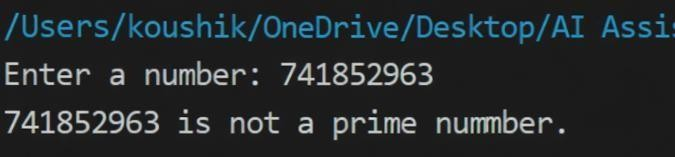 /Users/koushik/OneDrive/Desktop/AI Assis
Enter a number: 741852963
741852963 is not a prime nummber.